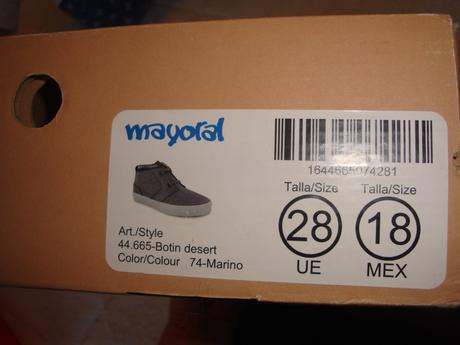 mayoral
1644665074281
Talla/Size Talla/Size
28 18
UE MEX
Art./Style
44.665-Botin desert
Color/Colour 74-Marino